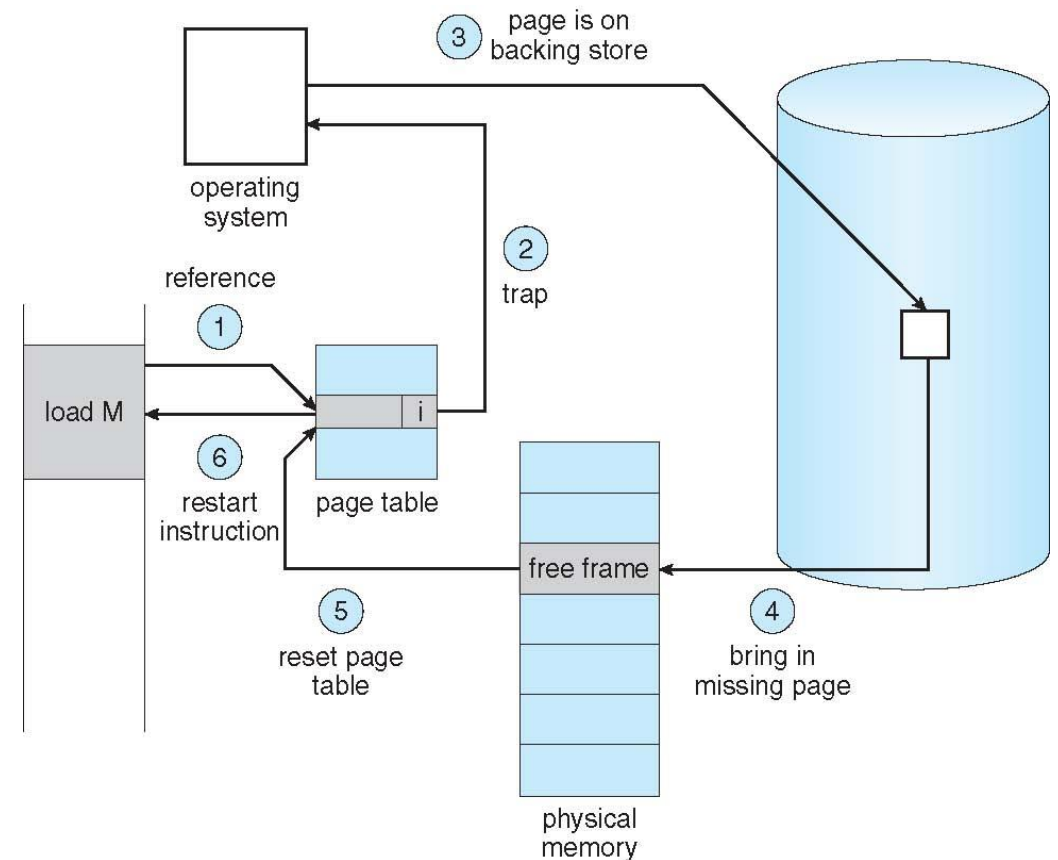 3
page is on
backing store
operating
system
2
trap
reference
1
load M
i
6
restart
instruction
page table
free frame
5
reset page
table
4
bring in
missing page
physical
memory